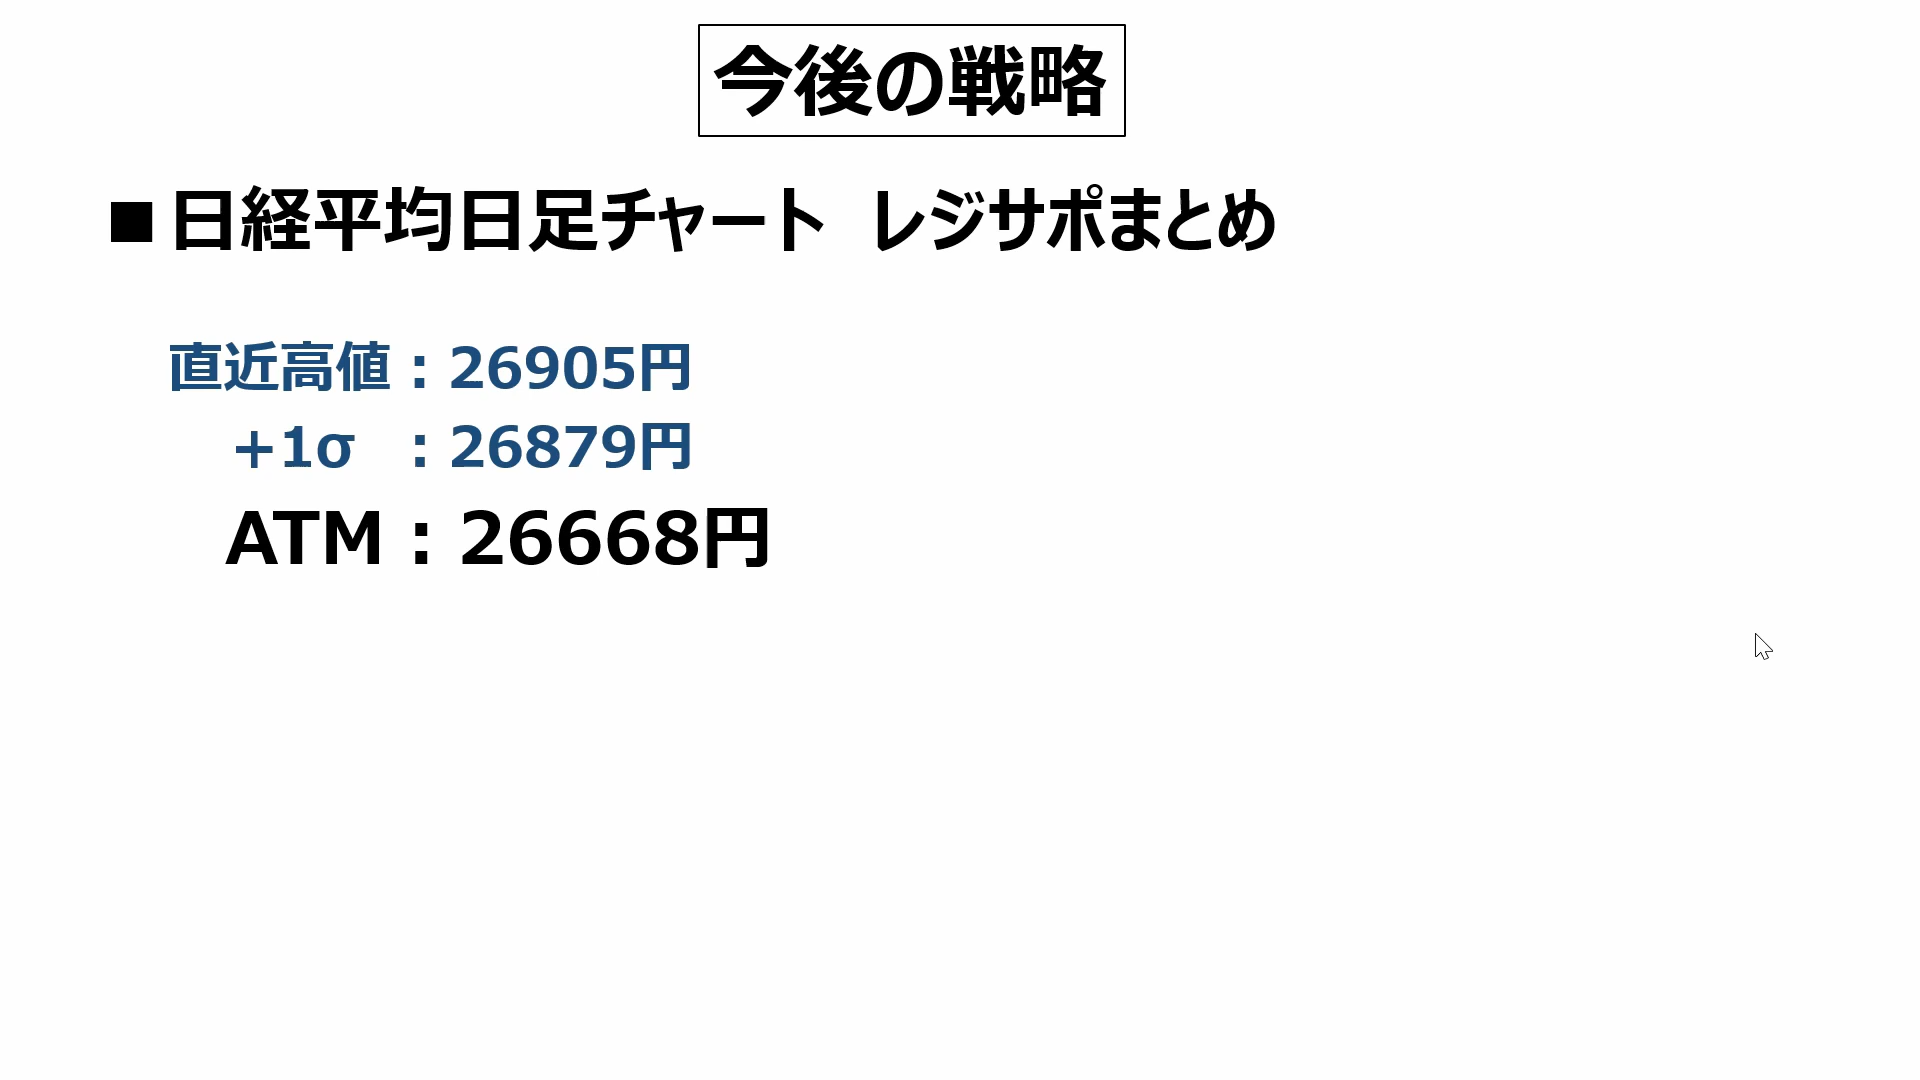 今後の戦略
■日経平均日足チャート レジサポまとめ
直近高値：26905円
+1σ ：26879円
ATM：26668円